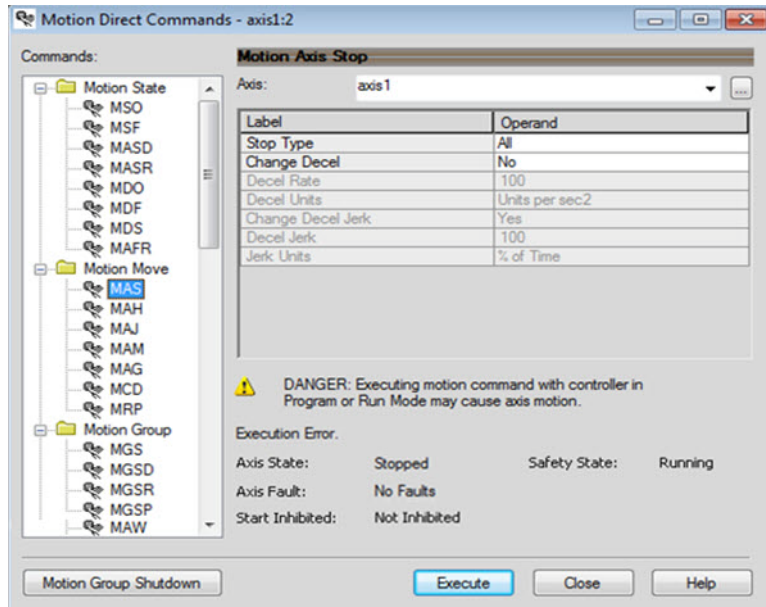 Motion Direct Commands - axis1:2
Commands:
Motion State
MSO
MSF
MASD
MASR
MDO
MDF
MDS
MAFR
Motion Move
MAS
MAH
MAJ
MAM
MAG
MCD
MRP
Motion Group
MGS
MGSD
MGSR
MGSP
MAW
Motion Axis Stop
Axis: axis1 ...
Label Operand
Stop Type All
Change Decel No
Decel Rate 100
Decel Units Units per sec2
Change Decel Jerk Yes
Decel Jerk 100
Jerk Units % of Time
DANGER: Executing motion command with controller in
Program or Run Mode may cause axis motion.
Execution Error.
Axis State: Stopped Safety State: Running
Axis Fault: No Faults
Start Inhibited: Not Inhibited
Motion Group Shutdown Execute Close Help